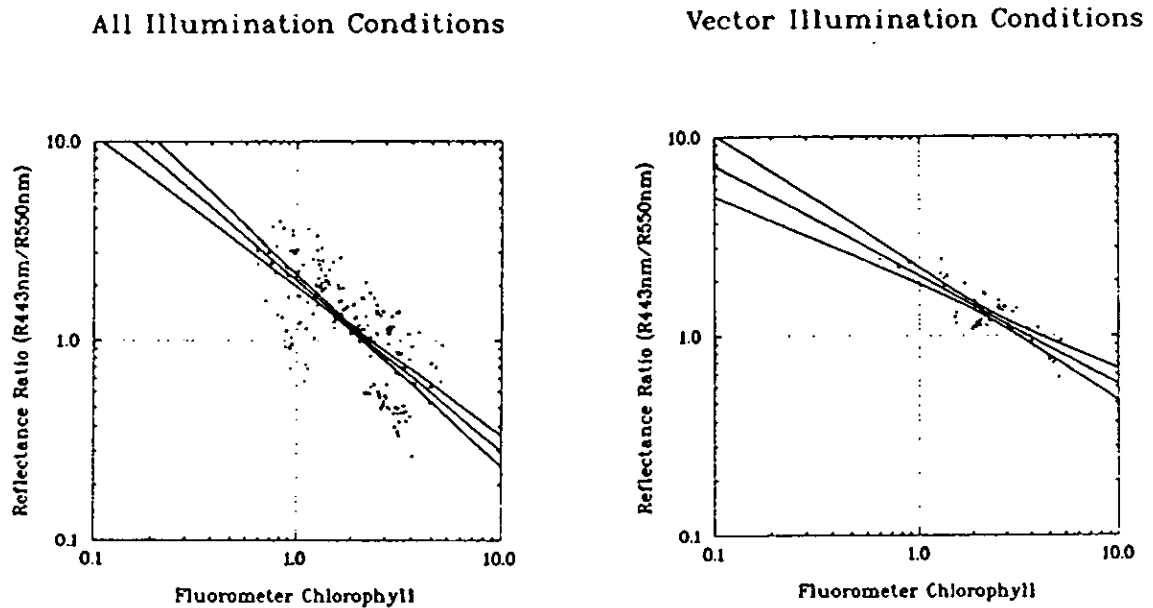 All Illumination Conditions
Reflectance Ratio (R443nm/R550nm)
10.0
1.0
0.1
0.1 1.0 10.0
Fluorometer Chlorophyll
Vector Illumination Conditions
Reflectance Ratio (R443nm/R550nm)
10.0
1.0
0.1
0.1 1.0 10.0
Fluorometer Chlorophyll